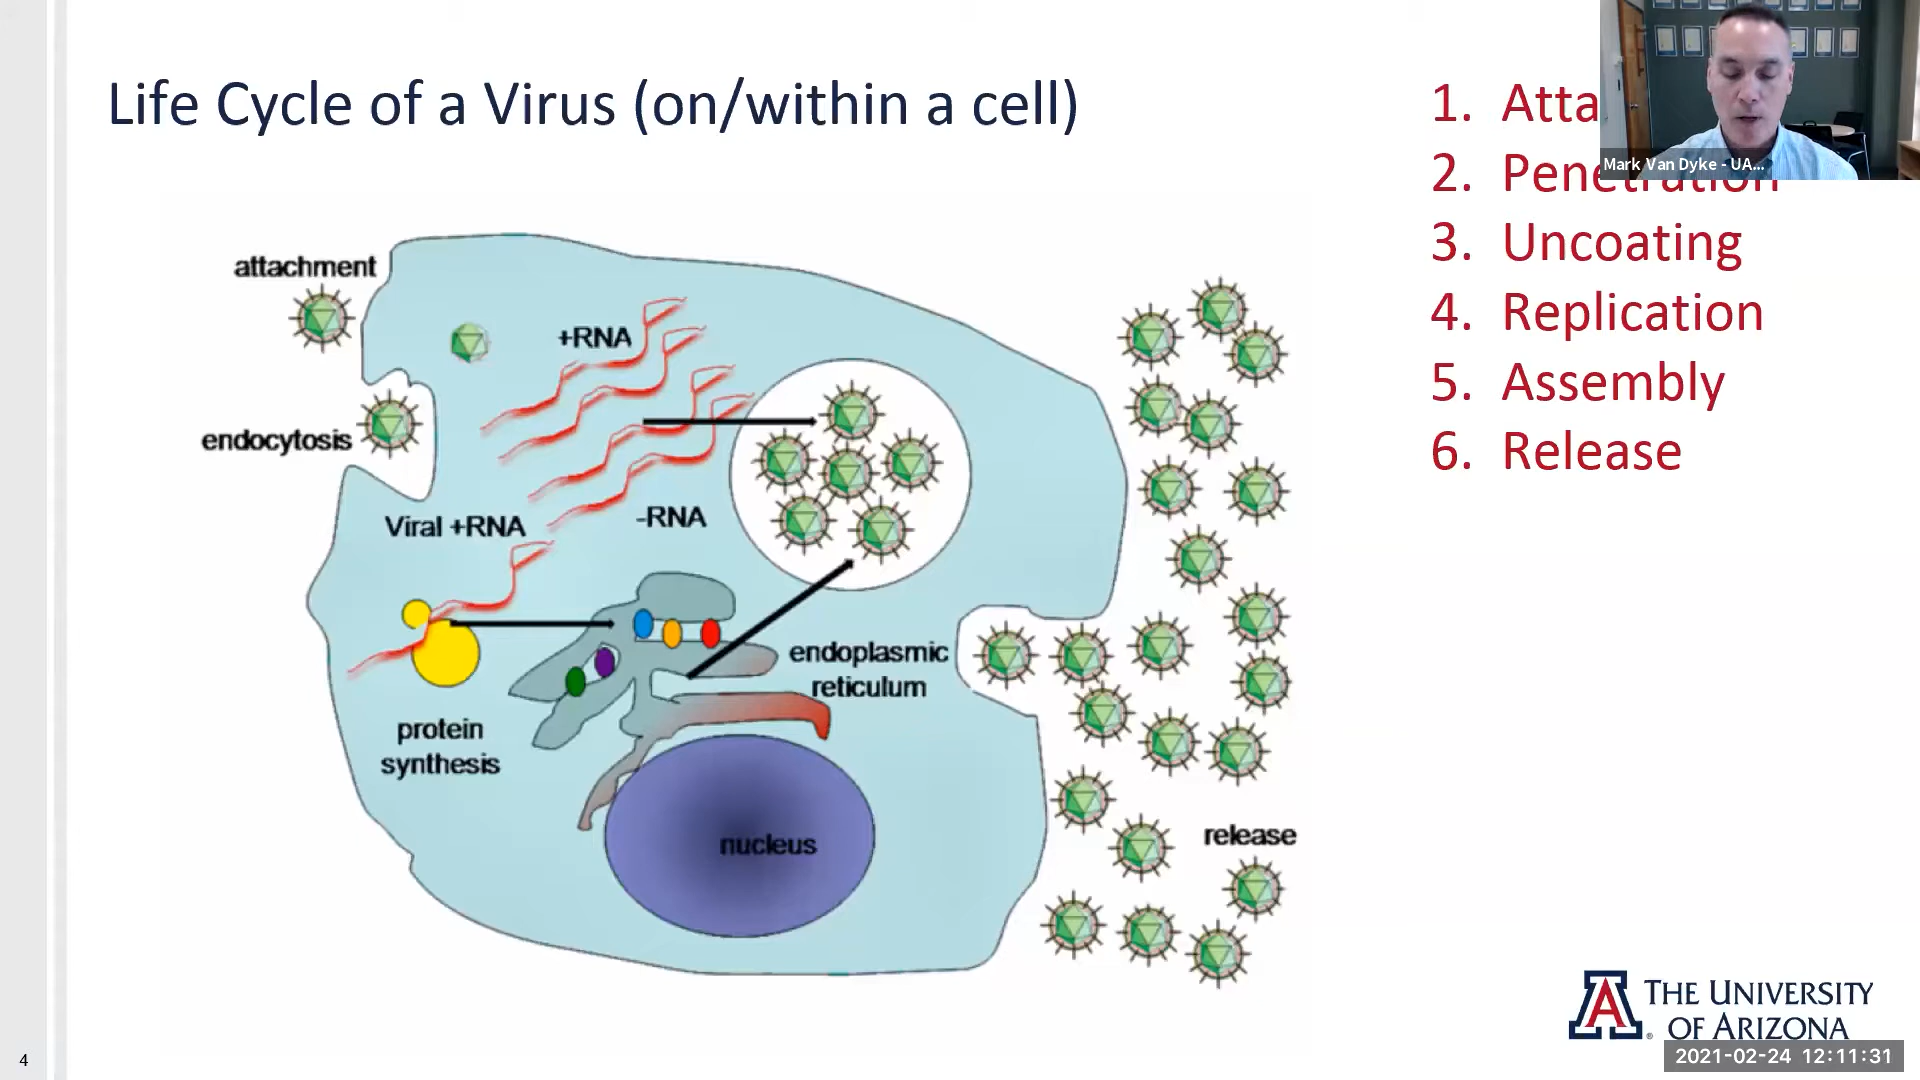 Life Cycle of a Virus (on/within a cell)
1. Atta
2. Penetration
3. Uncoating
4. Replication
5. Assembly
6. Release
Mark Van Dyke - UA...
attachment
+RNA
endocytosis
Viral +RNA
-RNA
endoplasmic
reticulum
protein
synthesis
nucleus
release
THE UNIVERSITY
OF ARIZONA
4
2021-02-24 12:11:31